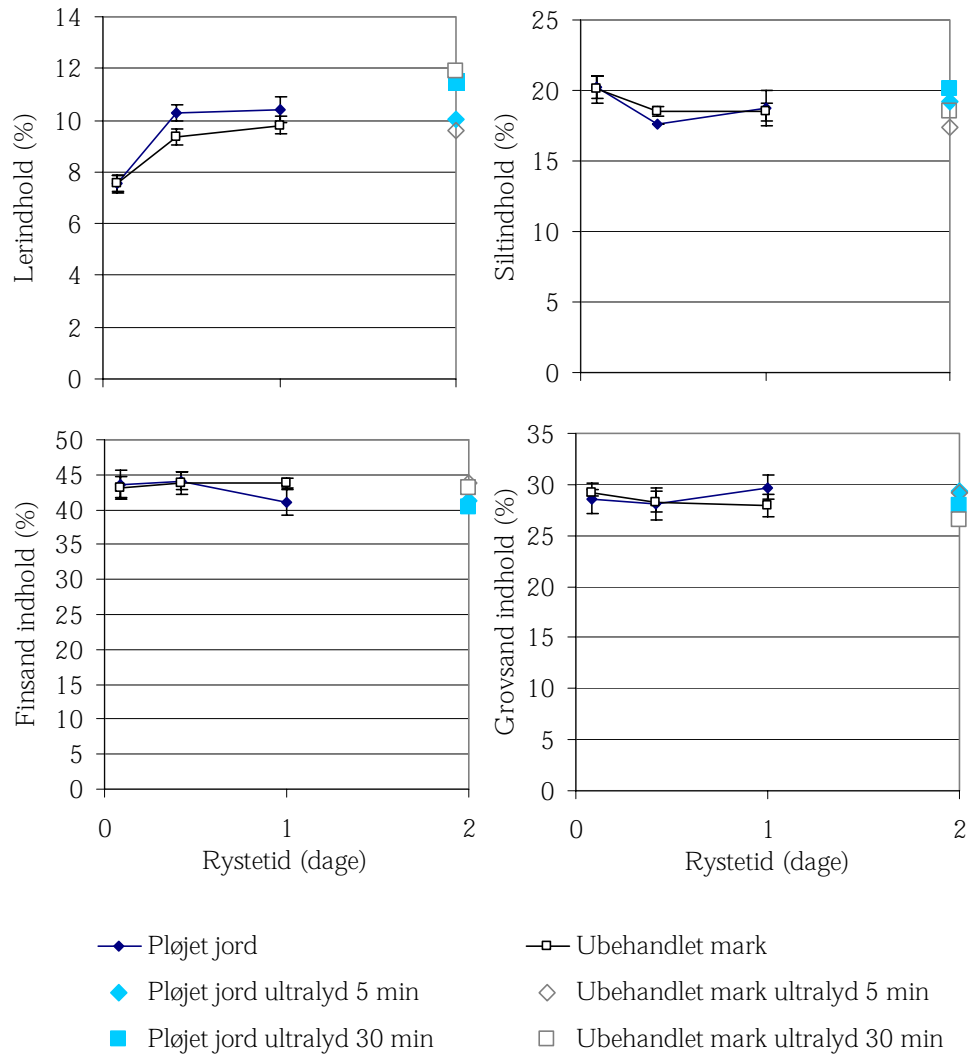 14
12
10
8
6
4
2
0
Lerindhold (%)
25
20
15
10
5
0
Siltindhold (%)
50
45
40
35
30
25
20
15
10
5
0
Finsand indhold (%)
0 1 2
Rystetid (dage)
35
30
25
20
15
10
5
0
Grovsand indhold (%)
0 1 2
Rystetid (dage)
Pløjet jord
Ubehandlet mark
Pløjet jord ultralyd 5 min
Ubehandlet mark ultralyd 5 min
Pløjet jord ultralyd 30 min
Ubehandlet mark ultralyd 30 min